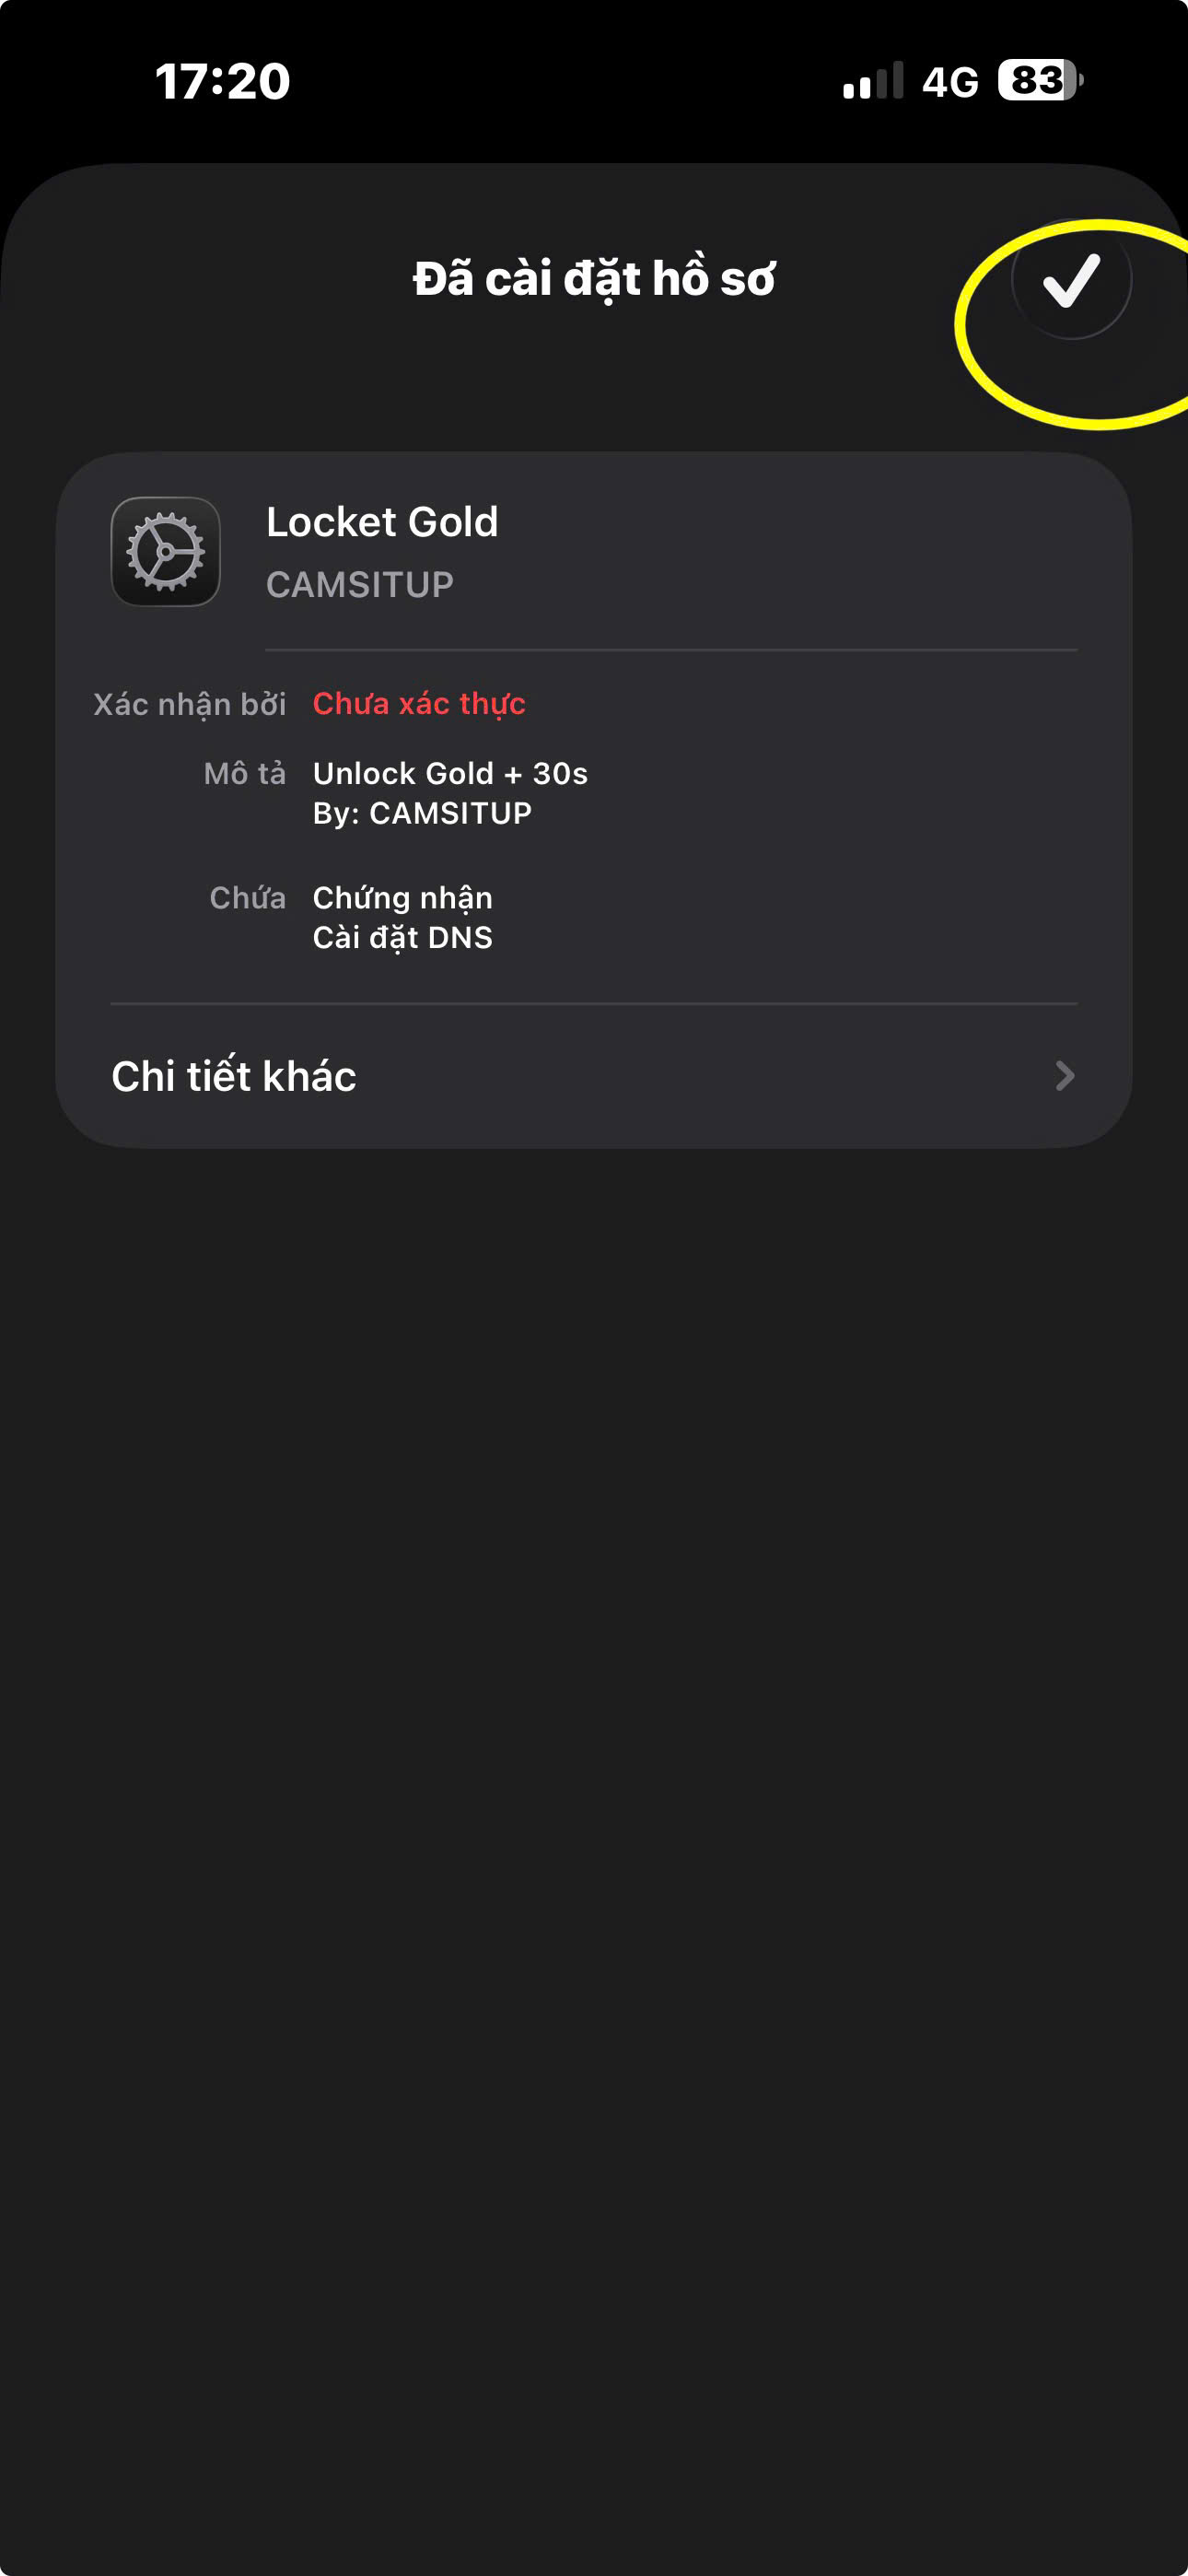 17:20
4G 83
Đã cài đặt hồ sơ
Locket Gold
CAMSITUP
Xác nhận bởi Chưa xác thực
Mô tả Unlock Gold + 30s
By: CAMSITUP
Chứa Chứng nhận
Cài đặt DNS
Chi tiết khác